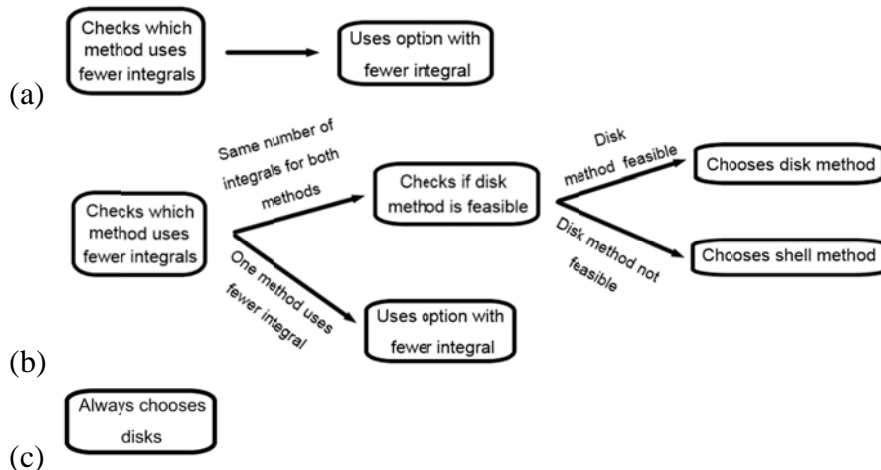 Checks which
method uses
fewer integrals
Uses option with
fewer integral
(a)
Same number of
integrals for both
methods
Disk
method feasible
Chooses disk method
Checks which
method uses
fewer integrals
Checks if disk
method is feasible
One method uses
fewer integral
Disk method not
feasible
Chooses shell method
Uses option with
fewer integral
(b)
Always chooses
disks
(c)